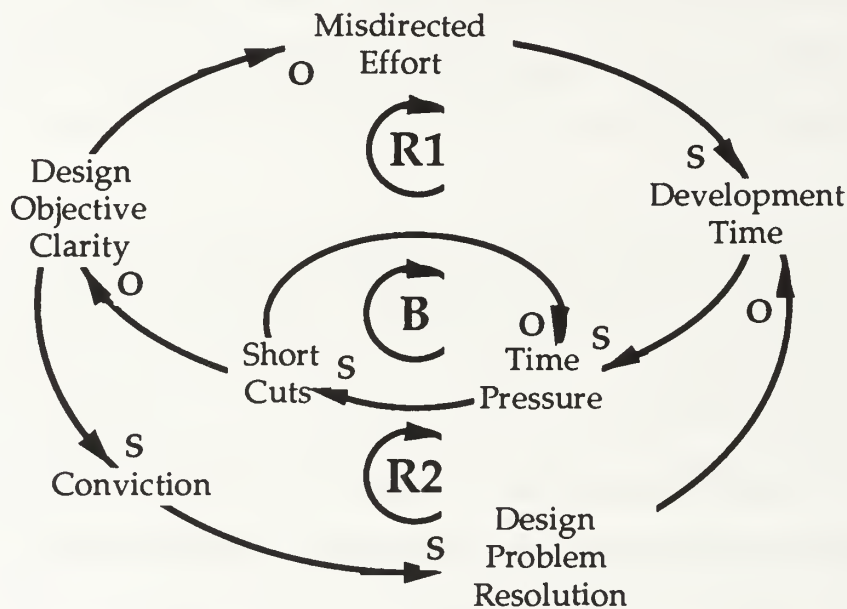 Misdirected
Effort
O
R1
S
Design
Objective
Clarity
Development
Time
O
B
O
O
S
Short
Cuts
S
Time
Pressure
S
Conviction
R2
S
Design
Problem
Resolution